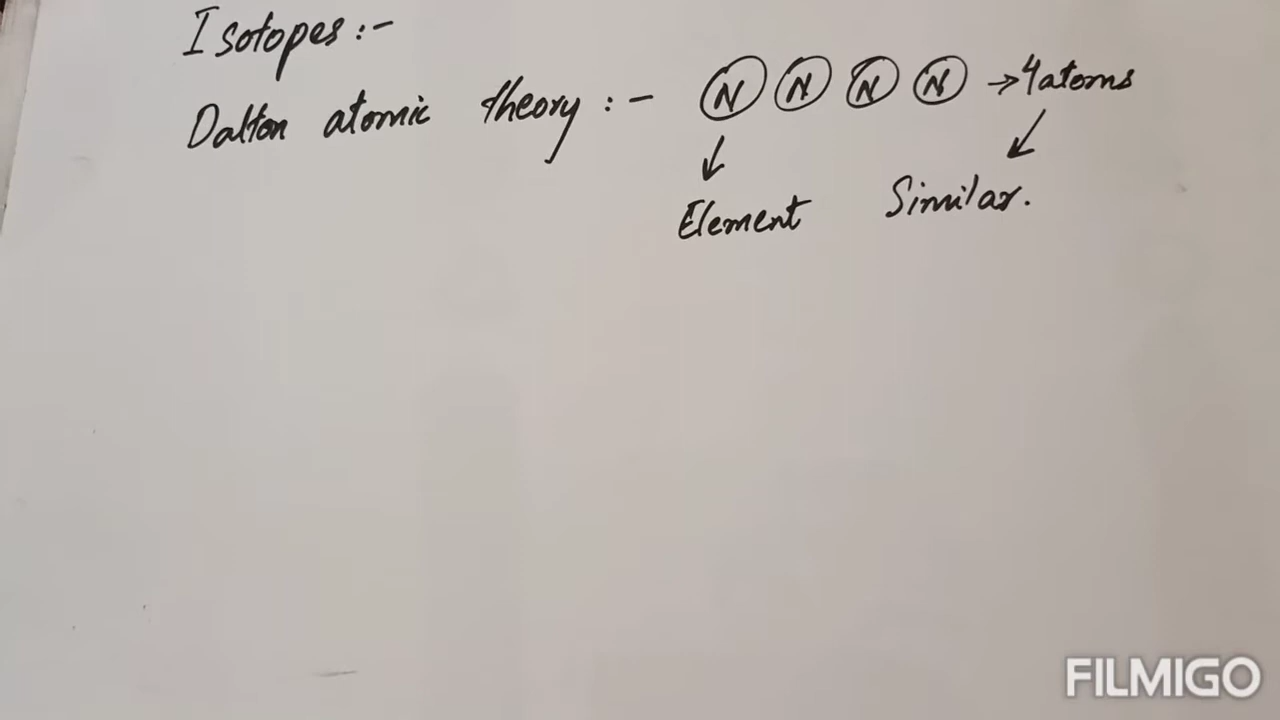 Isotopes :-
Dalton atomic theory :- N N N N → 4 atoms
Element Similar.
FILMIGO